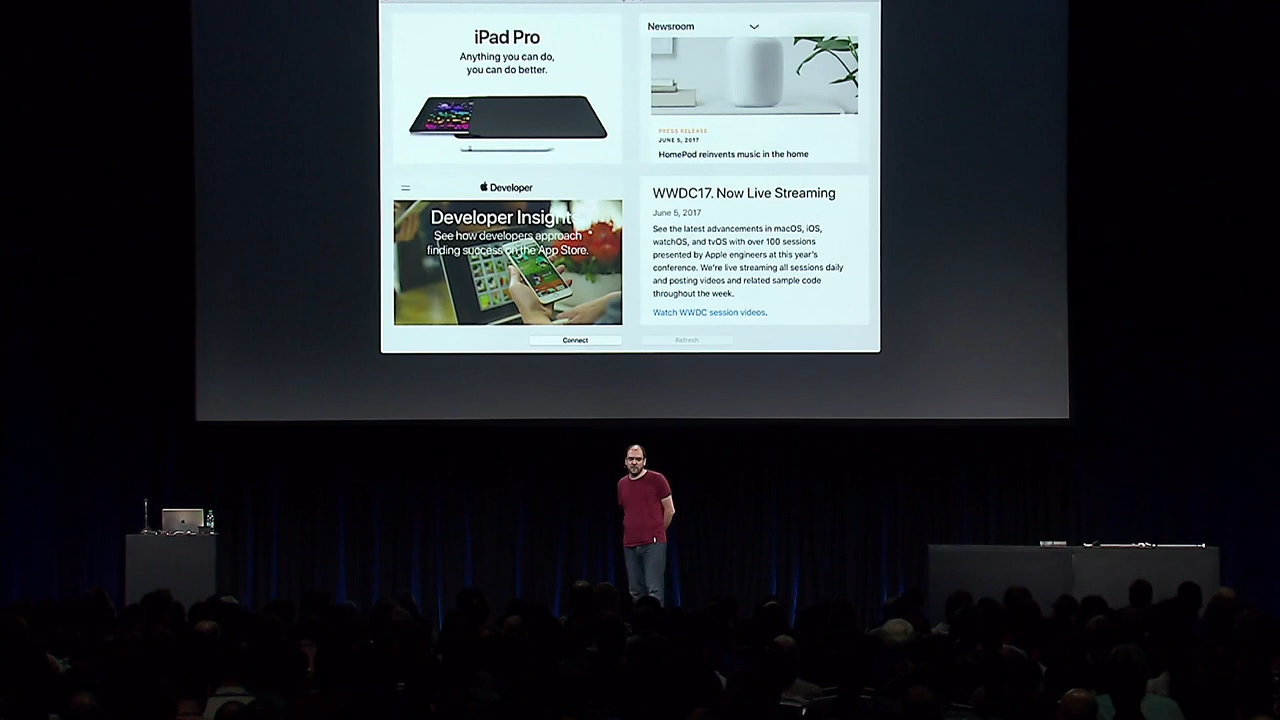 iPad Pro
Anything you can do,
you can do better.
Newsroom
PRESS RELEASE
JUNE 5, 2017
HomePod reinvents music in the home
Developer
Developer Insights
See how developers approach
finding success on the App Store.
WWDC17. Now Live Streaming
June 5, 2017
See the latest advancements in macOS, iOS,
watchOS, and tvOS with over 100 sessions
presented by Apple engineers at this year's
conference. We're live streaming all sessions daily
and posting videos and related sample code
throughout the week.
Watch WWDC session videos.
Connect
Refresh